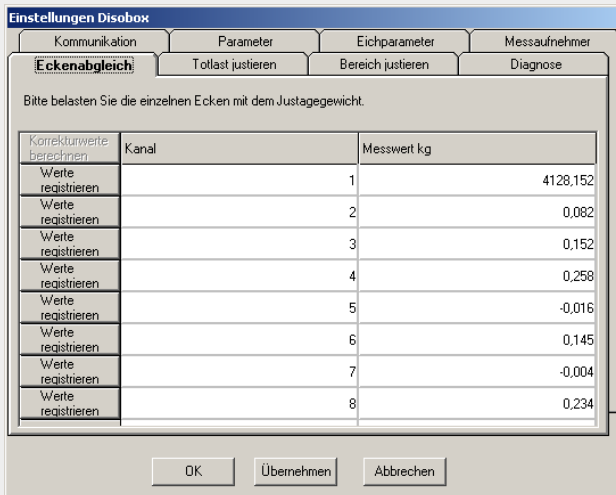 Einstellungen Disobox
Kommunikation Parameter Eichparameter Messaufnehmer
Eckenabgleich Totlast justieren Bereich justieren Diagnose
Bitte belasten Sie die einzelnen Ecken mit dem Justagegewicht.
Korrekturwerte berechnen Kanal Messwert kg
Werte registrieren 1 4128,152
Werte registrieren 2 0,082
Werte registrieren 3 0,152
Werte registrieren 4 0,258
Werte registrieren 5 -0,016
Werte registrieren 6 0,145
Werte registrieren 7 -0,004
Werte registrieren 8 0,234
OK Übernehmen Abbrechen